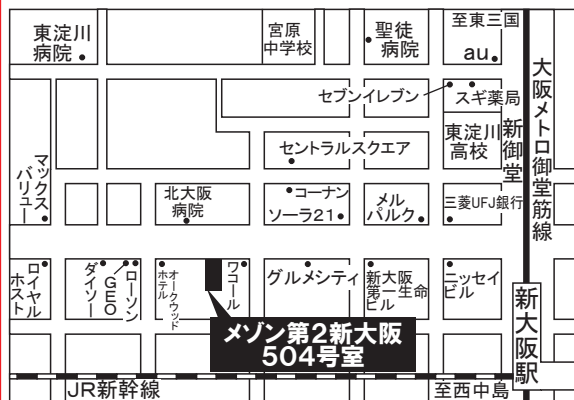 東淀川
病院
宮原
中学校
聖徒
病院
至東三国
au
セブンイレブン
スギ薬局
東淀川
高校
新御堂
大阪メトロ御堂筋線
セントラルスクエア
マックス
バリュー
北大阪
病院
コーナン
ソーラ21
メル
パルク
三菱UFJ銀行
ロイヤル
ホスト
ダイソー
GEO
ローソン
オークウッド
ホテル
ワコール
グルメシティ
新大阪
第一生命
ビル
ニッセイ
ビル
新大阪駅
メゾン第2新大阪
504号室
JR新幹線
至西中島